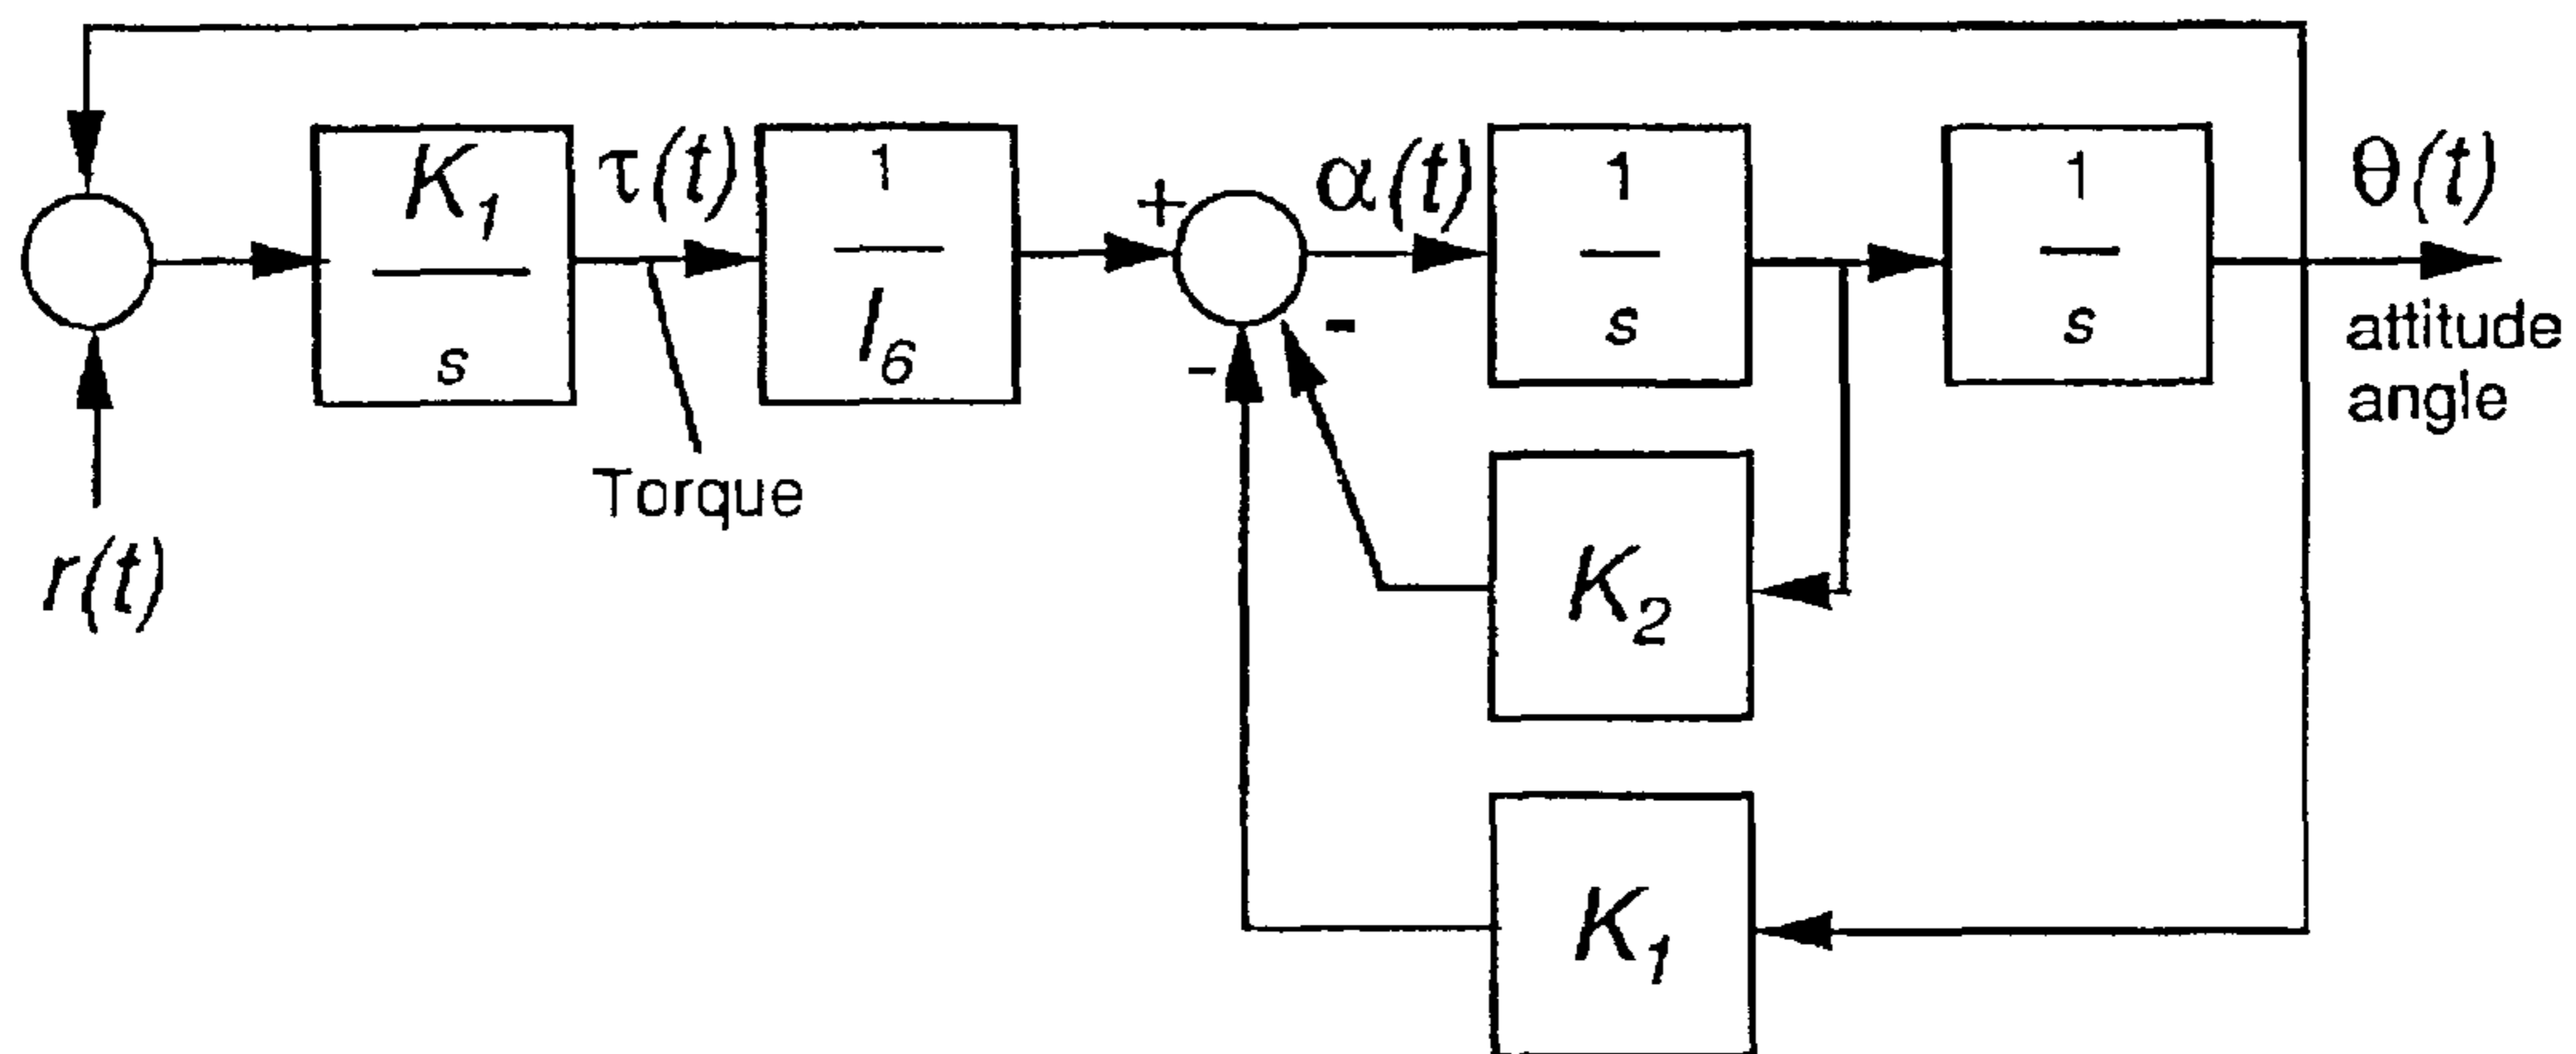 K₁
s
τ(t)
Torque
1
I₆
+
-
-
α(t)
1
s
1
s
θ(t)
attitude
angle
r(t)
K₂
K₁